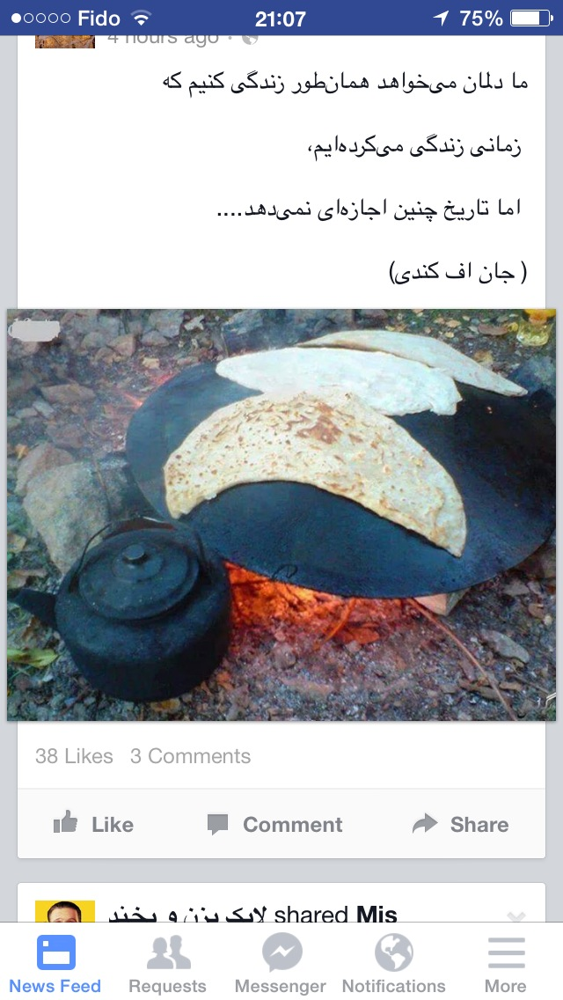 Fido 21:07 75%
4 hours ago ·
ما دلمان می‌خواهد همان‌طور زندگی کنیم که
زمانی زندگی می‌کرده‌ایم،
اما تاریخ چنین اجازه‌ای نمی‌دهد....
( جان اف کندی)
38 Likes 3 Comments
Like Comment Share
لایک بزن و بخند shared Mis
News Feed Requests Messenger Notifications More